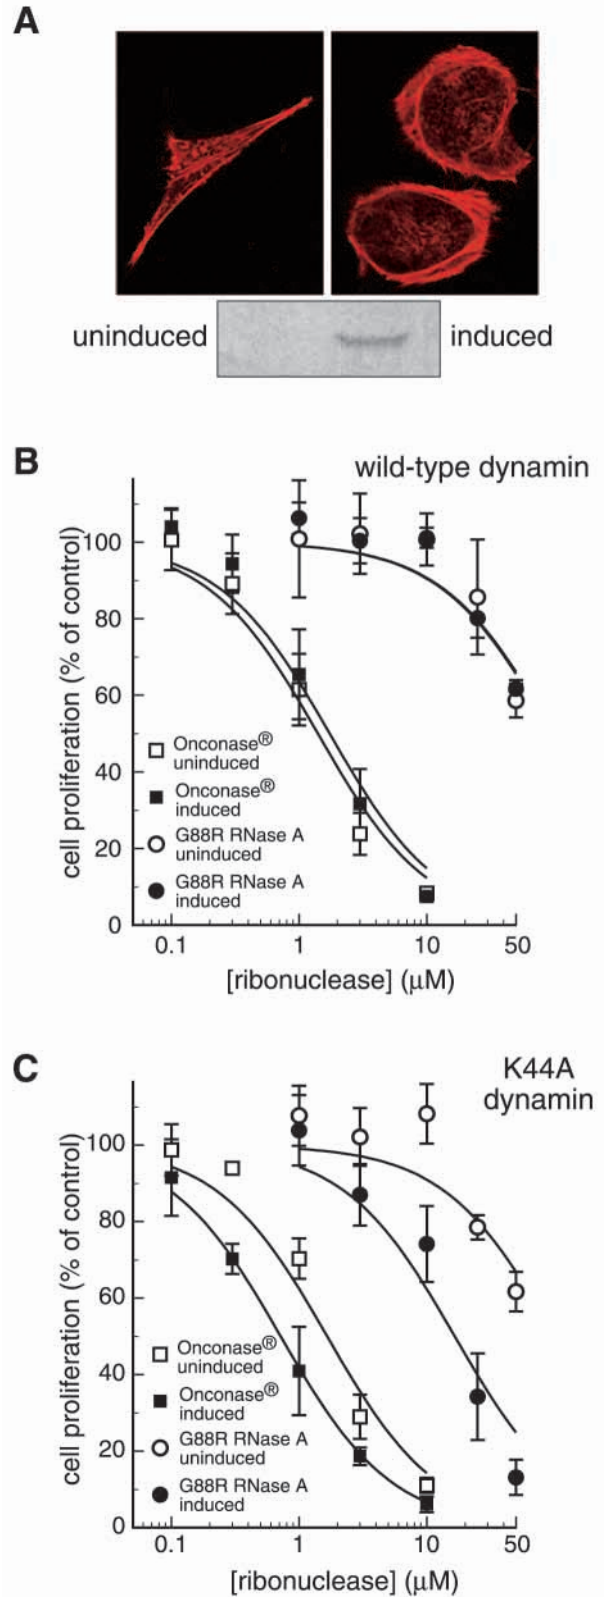 A
uninduced
induced
B
wild-type dynamin
cell proliferation (% of control)
100
80
60
40
20
0
Onconase®
uninduced
Onconase®
induced
G88R RNase A
uninduced
G88R RNase A
induced
0.1
1
10
50
[ribonuclease] (μM)
C
K44A
dynamin
cell proliferation (% of control)
100
80
60
40
20
0
Onconase®
uninduced
Onconase®
induced
G88R RNase A
uninduced
G88R RNase A
induced
0.1
1
10
50
[ribonuclease] (μM)